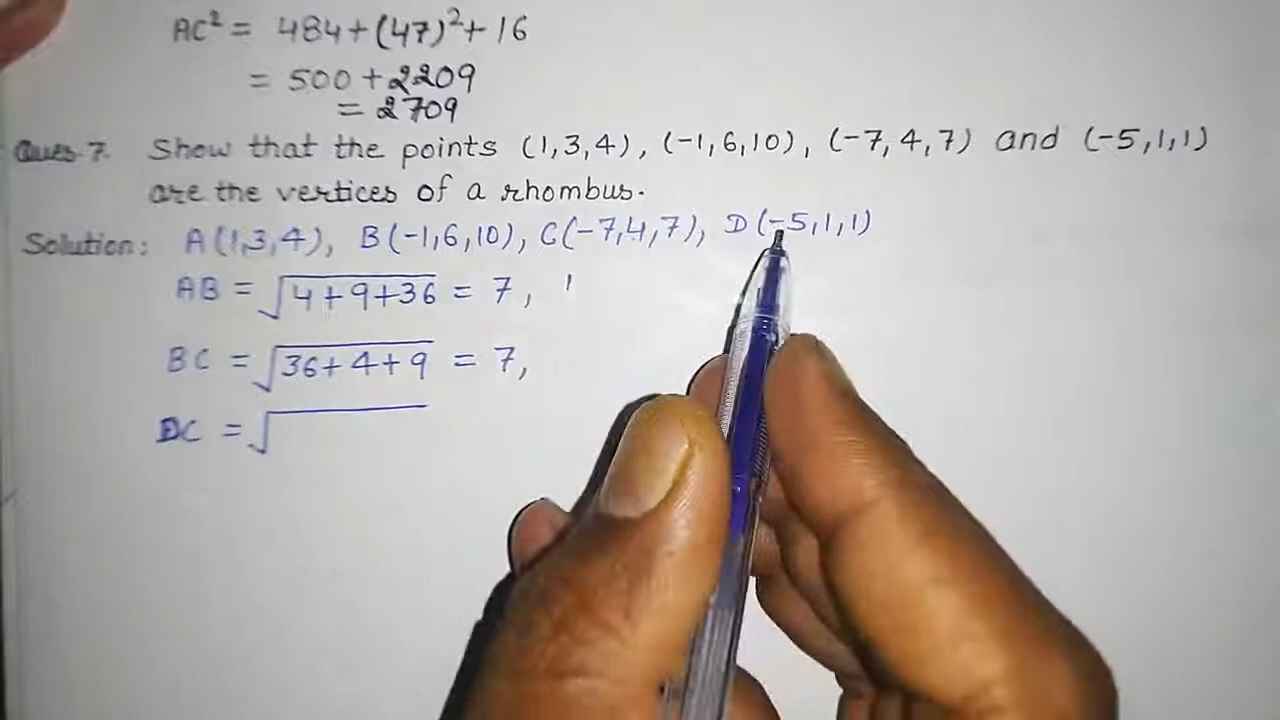 AC² = 484+(47)²+16
= 500+2209
= 2709
Ques.7. Show that the points (1,3,4), (-1,6,10), (-7,4,7) and (-5,1,1)
are the vertices of a rhombus.
Solution: A(1,3,4), B(-1,6,10), C(-7,4,7), D(-5,1,1)
AB = √4+9+36 = 7,
BC = √36+4+9 = 7,
DC = √